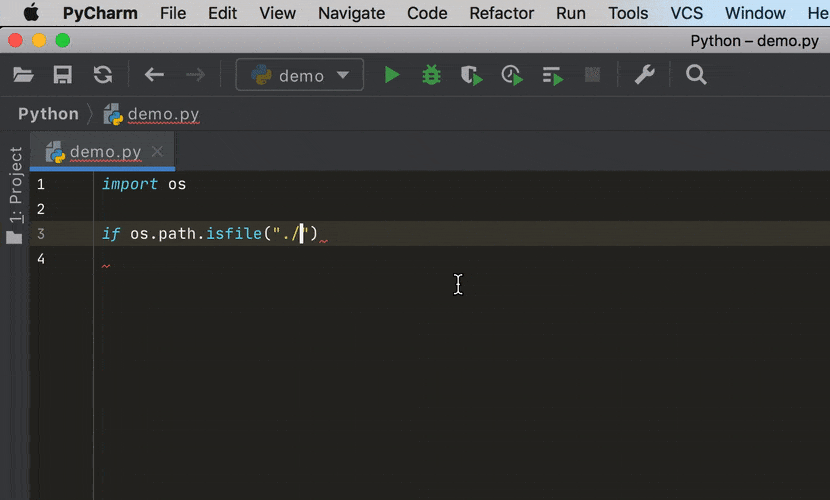 PyCharm File Edit View Navigate Code Refactor Run Tools VCS Window He
Python – demo.py
demo
Python demo.py
demo.py
1: Project
1 import os
2
3 if os.path.isfile("./")
4